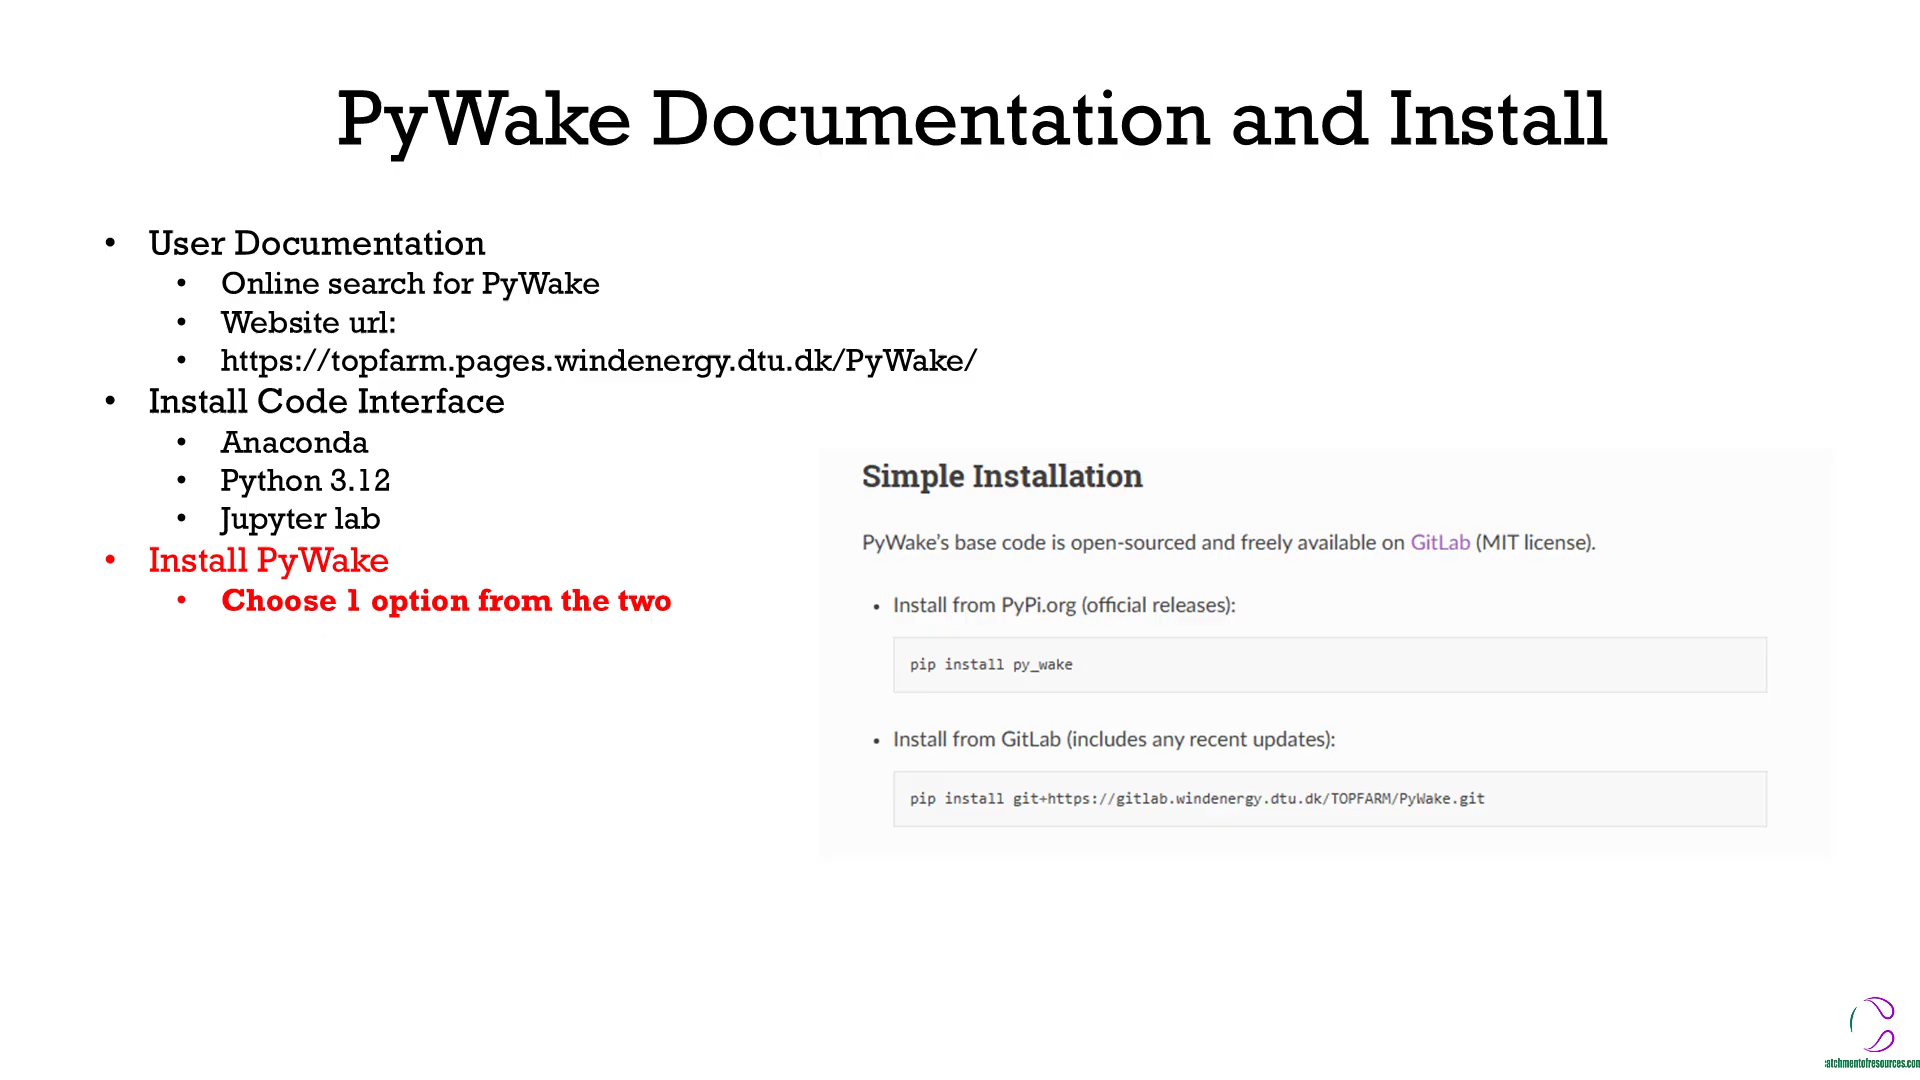 PyWake Documentation and Install
• User Documentation
• Online search for PyWake
• Website url:
• https://topfarm.pages.windenergy.dtu.dk/PyWake/
• Install Code Interface
• Anaconda
• Python 3.12
• Jupyter lab
• Install PyWake
• Choose 1 option from the two
Simple Installation
PyWake’s base code is open-sourced and freely available on GitLab (MIT license).
• Install from PyPi.org (official releases):
pip install py_wake
• Install from GitLab (includes any recent updates):
pip install git+https://gitlab.windenergy.dtu.dk/TOPFARM/PyWake.git
atchmentofresources.com